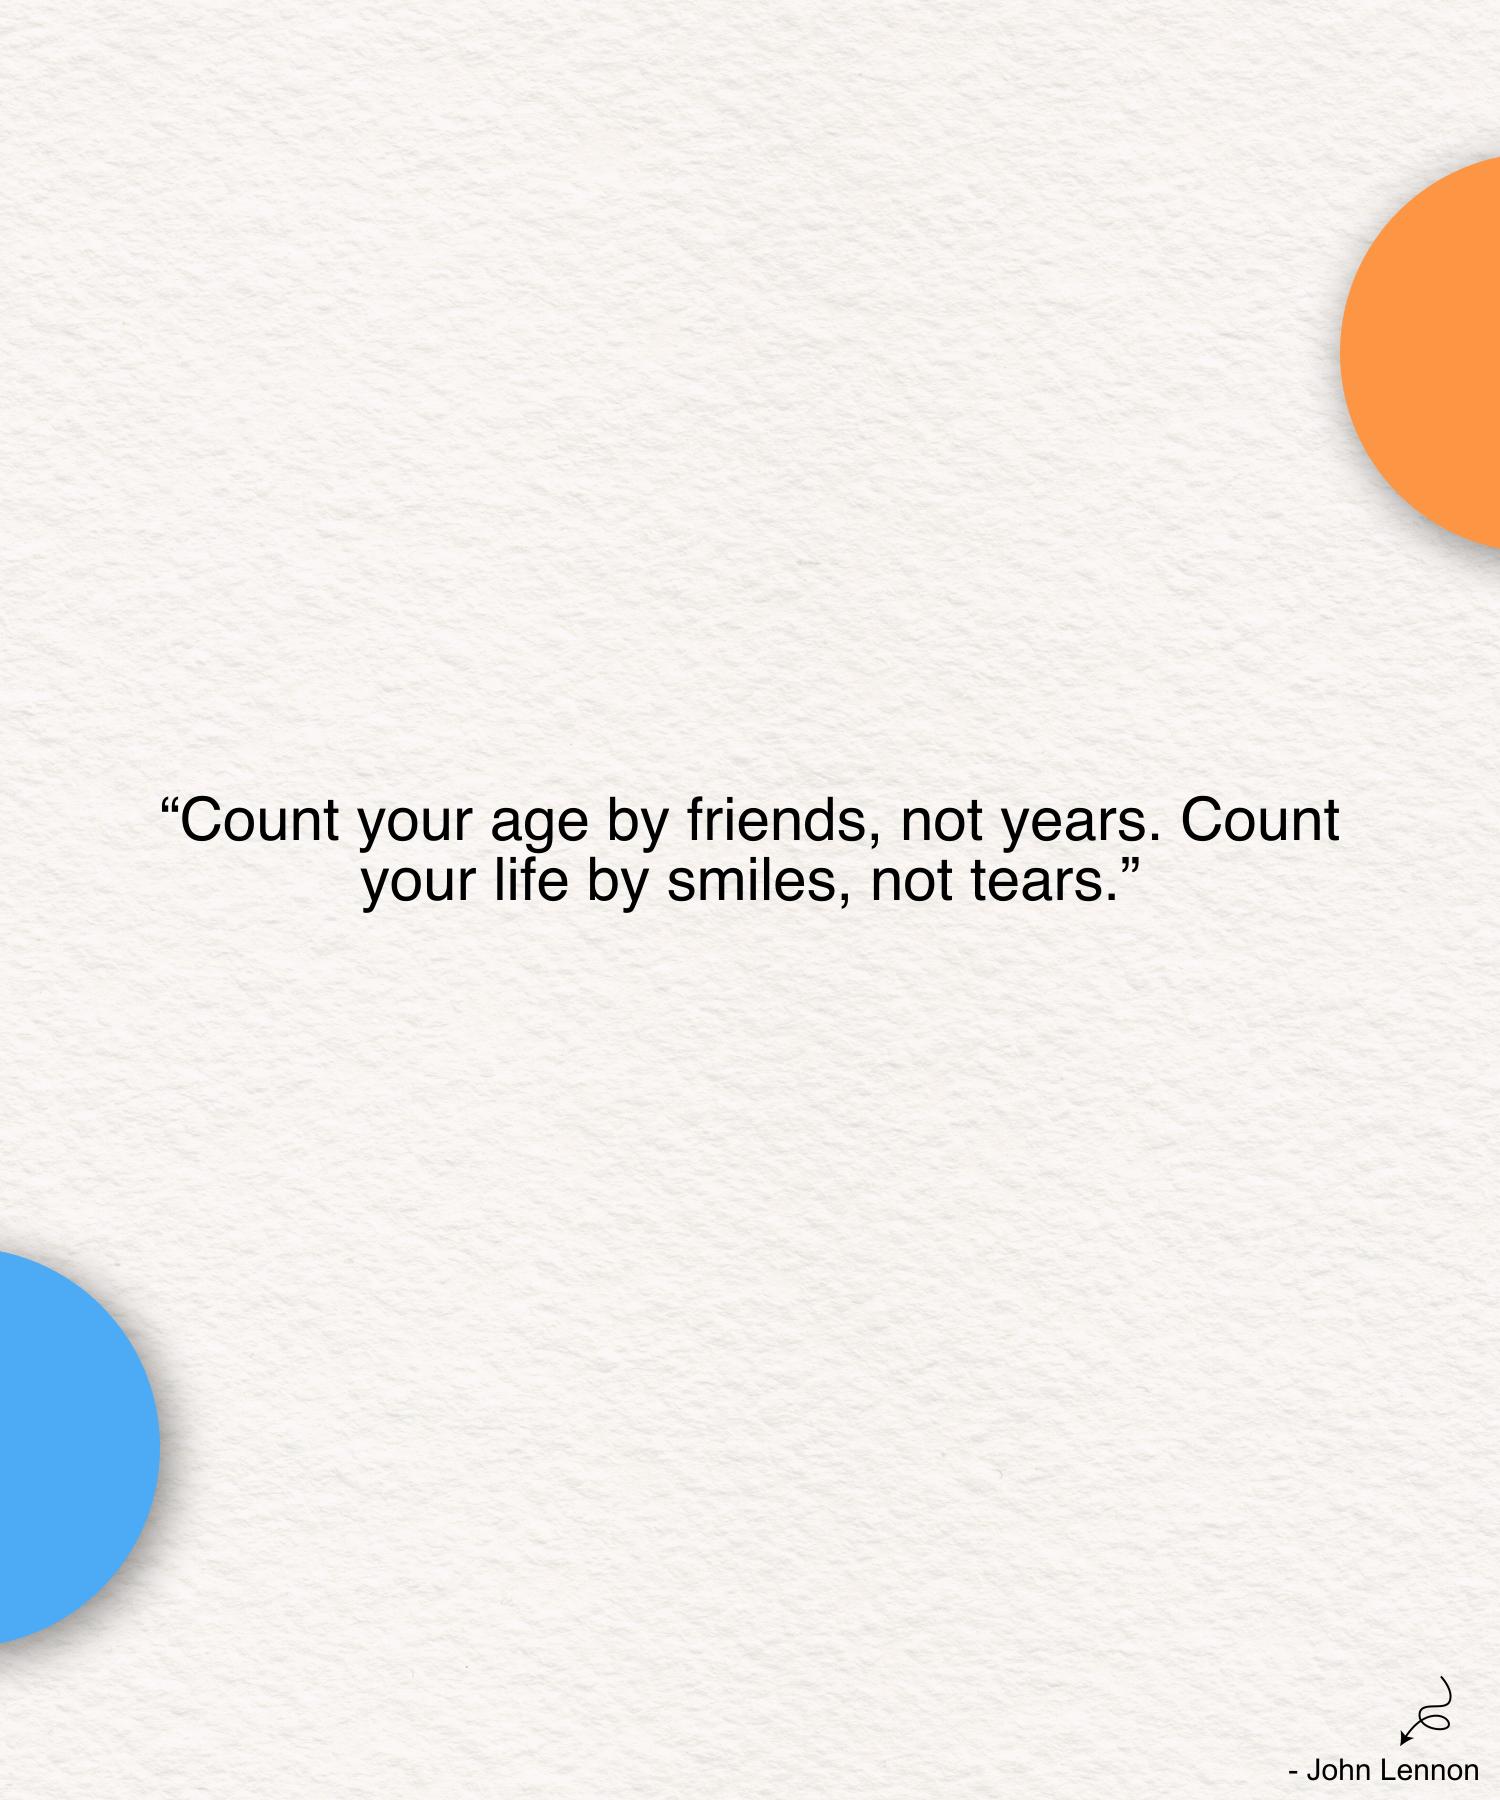 “Count your age by friends, not years. Count
your life by smiles, not tears.”
- John Lennon